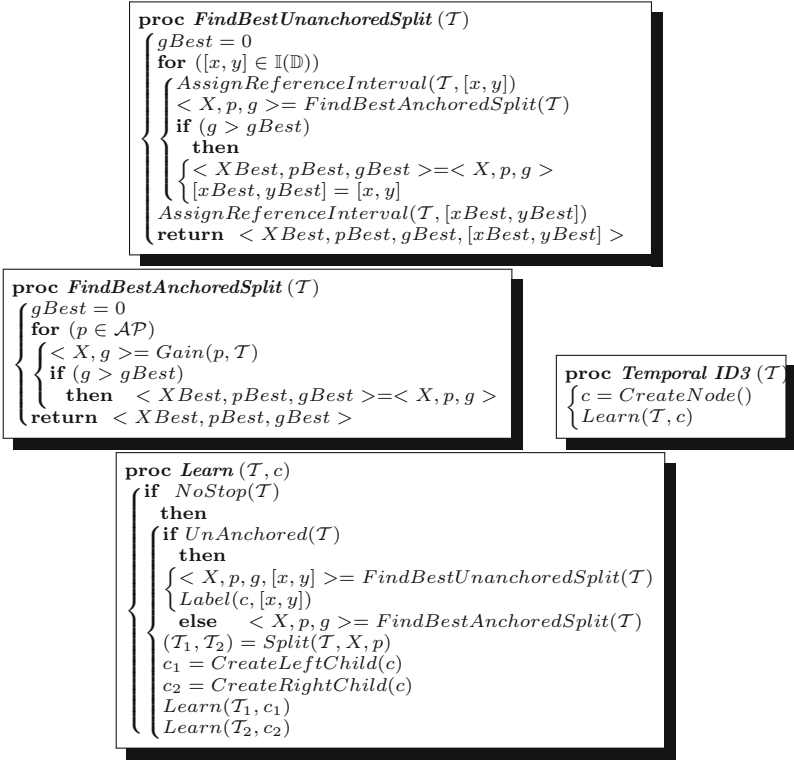 proc FindBestUnanchoredSplit (𝒯)
gBest = 0
for ([x, y] ∈ 𝕀(𝔻))
AssignReferenceInterval(𝒯, [x, y])
< X, p, g >= FindBestAnchoredSplit(𝒯)
if (g > gBest)
then
< XBest, pBest, gBest >=< X, p, g >
[xBest, yBest] = [x, y]
AssignReferenceInterval(𝒯, [xBest, yBest])
return < XBest, pBest, gBest, [xBest, yBest] >
proc FindBestAnchoredSplit (𝒯)
gBest = 0
for (p ∈ 𝒜𝒫)
< X, g >= Gain(p, 𝒯)
if (g > gBest)
then < XBest, pBest, gBest >=< X, p, g >
return < XBest, pBest, gBest >
proc Temporal ID3 (𝒯)
c = CreateNode()
Learn(𝒯, c)
proc Learn (𝒯, c)
if NoStop(𝒯)
then
if UnAnchored(𝒯)
then
< X, p, g, [x, y] >= FindBestUnanchoredSplit(𝒯)
Label(c, [x, y])
else < X, p, g >= FindBestAnchoredSplit(𝒯)
(𝒯₁, 𝒯₂) = Split(𝒯, X, p)
c₁ = CreateLeftChild(c)
c₂ = CreateRightChild(c)
Learn(𝒯₁, c₁)
Learn(𝒯₂, c₂)